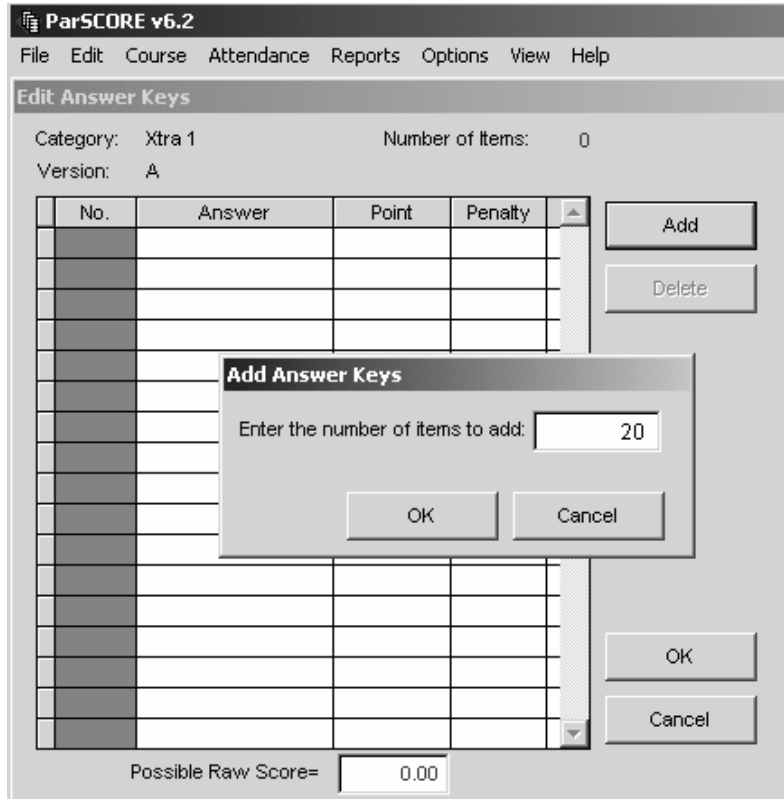 ParSCORE v6.2
File Edit Course Attendance Reports Options View Help
Edit Answer Keys
Category: Xtra 1 Number of Items: 0
Version: A
No. Answer Point Penalty
Add
Delete
Add Answer Keys
Enter the number of items to add: 20
OK Cancel
OK
Cancel
Possible Raw Score= 0.00